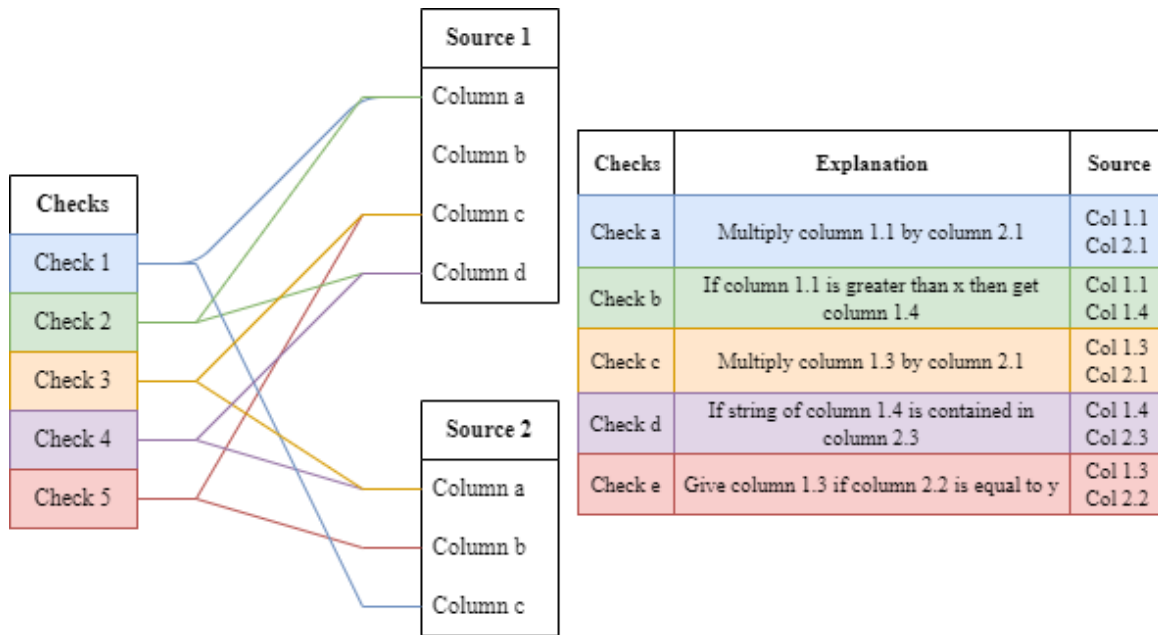 Source 1
Column a
Column b
Column c
Column d
Checks
Check 1
Check 2
Check 3
Check 4
Check 5
Source 2
Column a
Column b
Column c
Checks Explanation Source
Check a Multiply column 1.1 by column 2.1 Col 1.1
Col 2.1
Check b If column 1.1 is greater than x then get Col 1.1
column 1.4 Col 1.4
Check c Multiply column 1.3 by column 2.1 Col 1.3
Col 2.1
Check d If string of column 1.4 is contained in Col 1.4
column 2.3 Col 2.3
Check e Give column 1.3 if column 2.2 is equal to y Col 1.3
Col 2.2